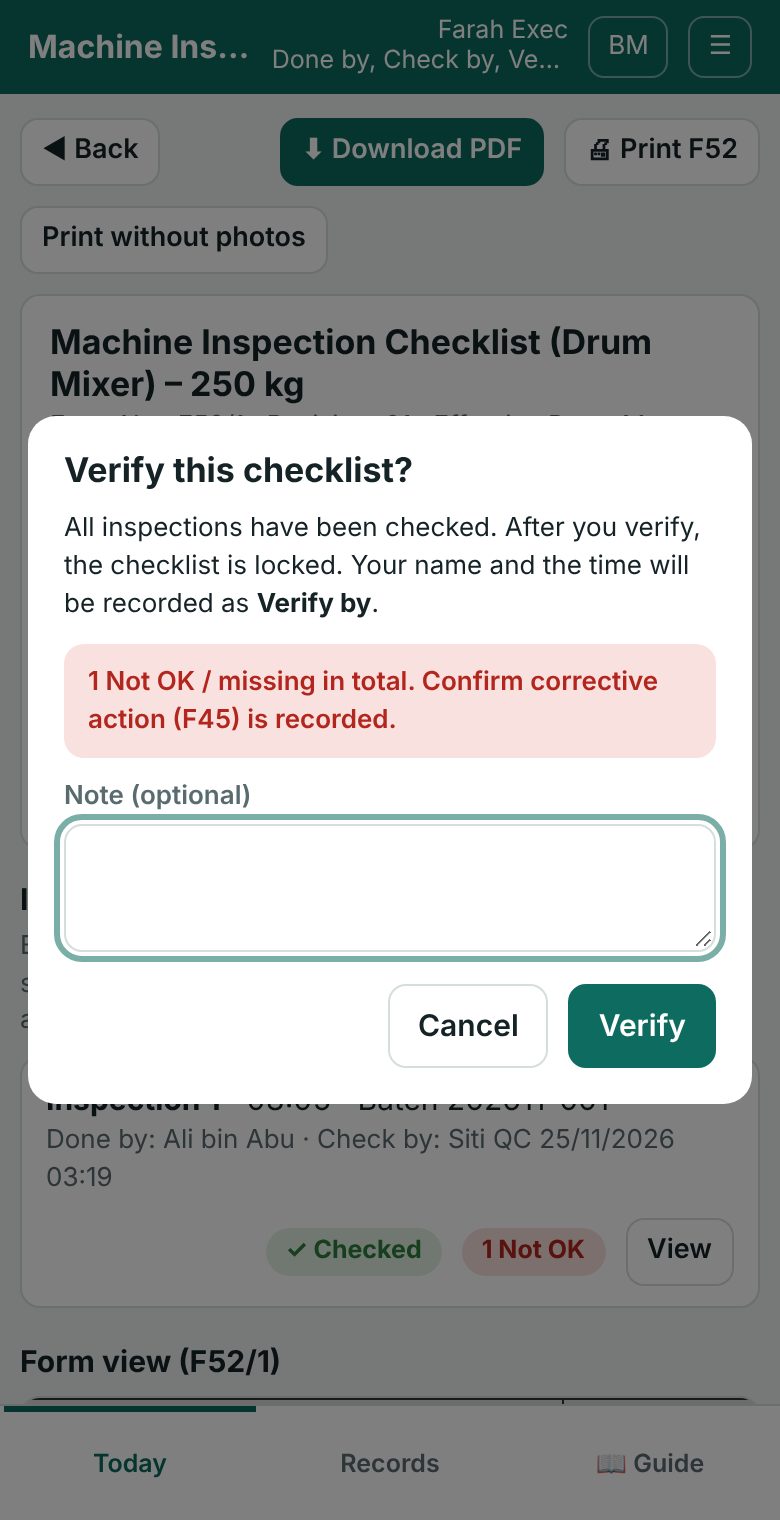 Machine Ins...
Farah Exec
Done by, Check by, Ve...
BM
☰
◀ Back
⬇ Download PDF
🖨 Print F52
Print without photos
Machine Inspection Checklist (Drum
Mixer) – 250 kg
Verify this checklist?
All inspections have been checked. After you verify,
the checklist is locked. Your name and the time will
be recorded as Verify by.
1 Not OK / missing in total. Confirm corrective
action (F45) is recorded.
Note (optional)
Cancel
Verify
Done by: Ali bin Abu · Check by: Siti QC 25/11/2026
03:19
✓ Checked
1 Not OK
View
Form view (F52/1)
Today
Records
📖 Guide